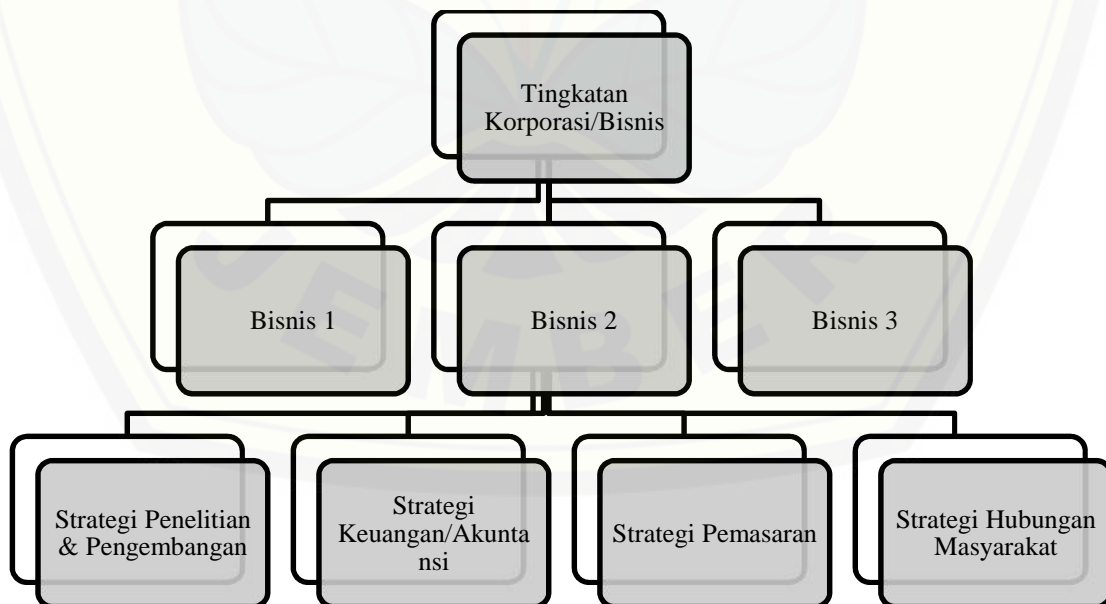 Tingkatan
Korporasi/Bisnis
Bisnis 1
Bisnis 2
Bisnis 3
Strategi Penelitian
& Pengembangan
Strategi
Keuangan/Akunta
nsi
Strategi Pemasaran
Strategi Hubungan
Masyarakat
JEMBER